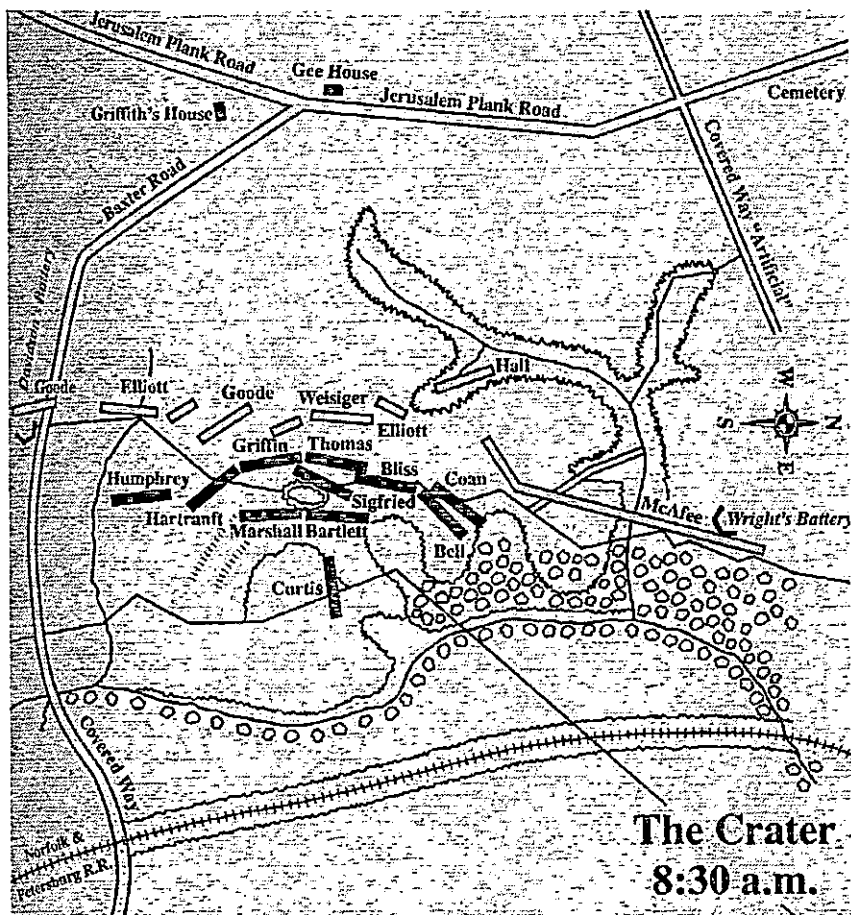 Jerusalem Plank Road
Gee House
Jerusalem Plank Road
Cemetery
Griffith's House
Covered Way "Artificial"
Baxter Road
Davidson Battery
Goode
Elliott
Goode
Weisiger
Elliott
Hall
W
S
N
E
Griffin
Thomas
Bliss
Coan
Humphrey
Sigfried
McAfee
Wright's Battery
Hartranft
Marshall
Bartlett
Bell
Curtis
Covered Way
Norfolk &
Petersburg R.R.
The Crater
8:30 a.m.